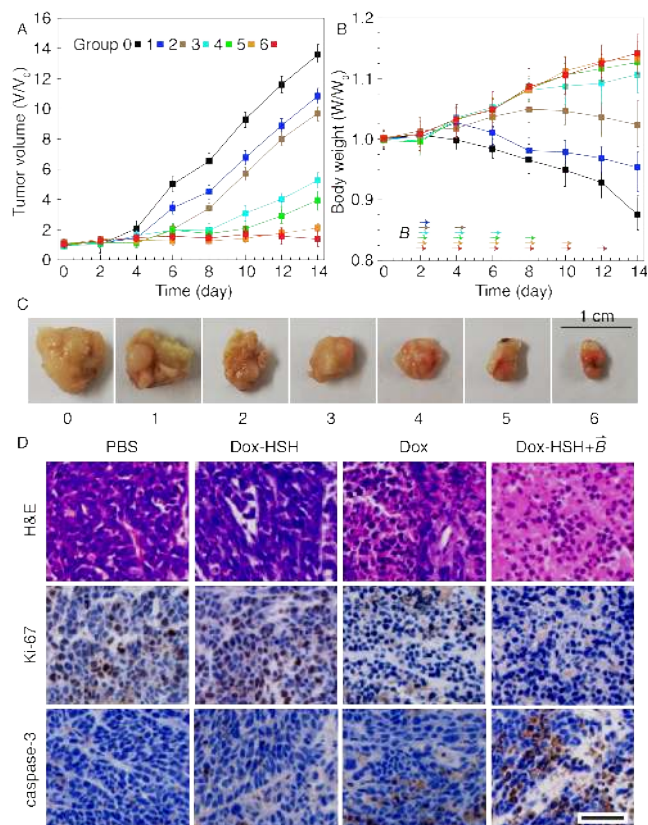 A
Group 0 1 2 3 4 5 6
Tumor volume (V/V0)
16
14
12
10
8
6
4
2
0
0 2 4 6 8 10 12 14
Time (day)
B
Body weight (W/W0)
1.2
1.1
1.0
0.9
0.8
B
0 2 4 6 8 10 12 14
Time (day)
C
1 cm
0 1 2 3 4 5 6
D
PBS Dox-HSH Dox Dox-HSH+B⃗
H&E
Ki-67
caspase-3